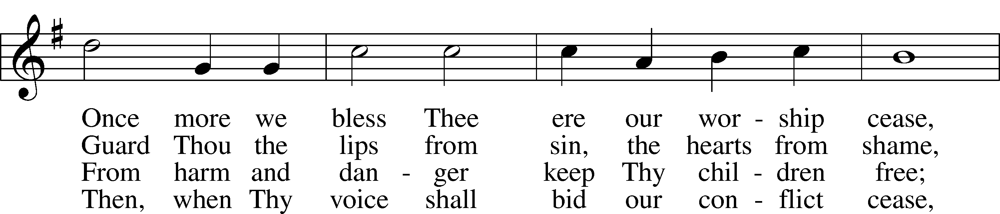 Once more we bless Thee ere our wor - ship cease,
Guard Thou the lips from sin, the hearts from shame,
From harm and dan - ger keep Thy chil - dren free;
Then, when Thy voice shall bid our con - flict cease,